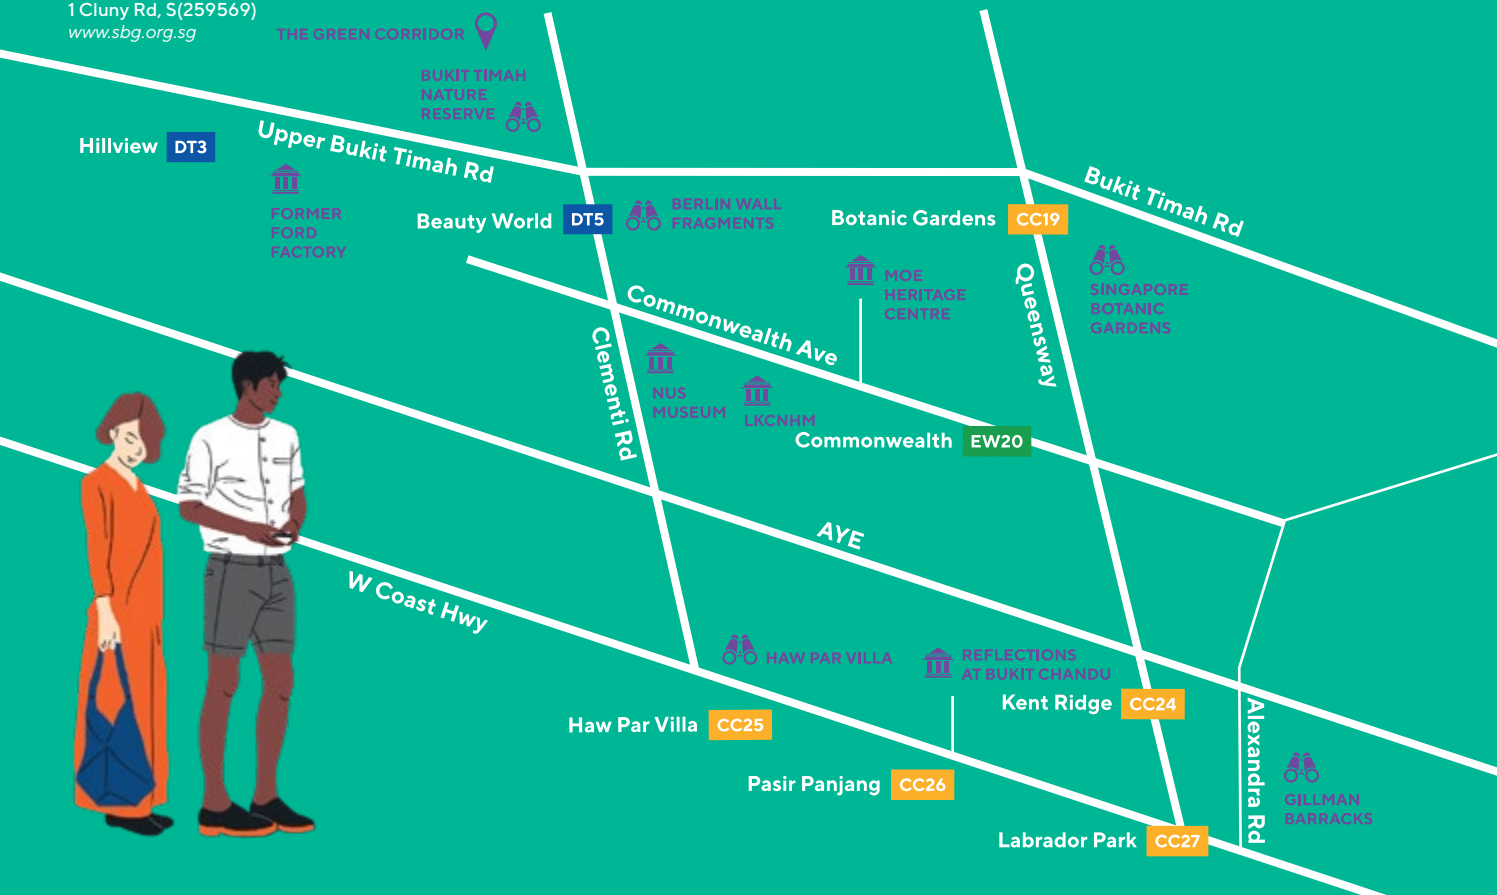 1 Cluny Rd, S(259569)
www.sbg.org.sg
THE GREEN CORRIDOR
BUKIT TIMAH
NATURE
RESERVE
Upper Bukit Timah Rd
Hillview DT3
FORMER
FORD
FACTORY
Beauty World DT5
BERLIN WALL
FRAGMENTS
Botanic Gardens CC19
Bukit Timah Rd
MOE
HERITAGE
CENTRE
Queensway
SINGAPORE
BOTANIC
GARDENS
Commonwealth Ave
Clementi Rd
NUS
MUSEUM
LKCNHM
Commonwealth EW20
AYE
W Coast Hwy
HAW PAR VILLA
REFLECTIONS
AT BUKIT CHANDU
Kent Ridge CC24
Haw Par Villa CC25
Pasir Panjang CC26
Alexandra Rd
GILLMAN
BARRACKS
Labrador Park CC27